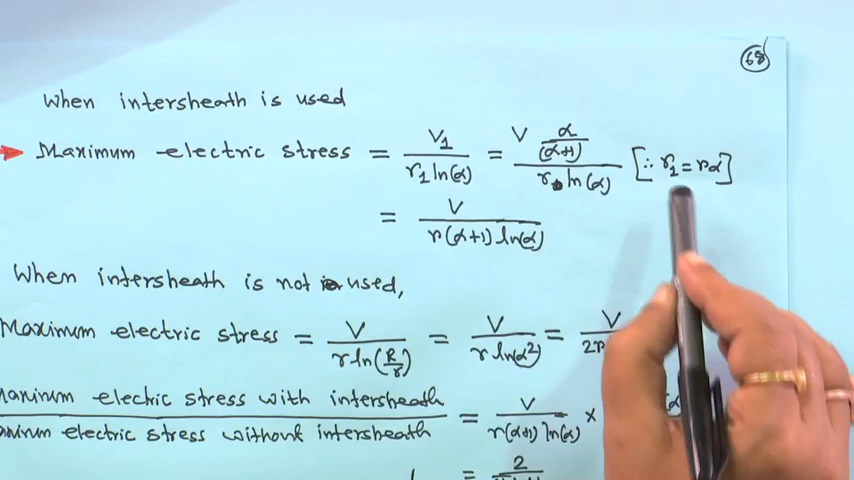 68
When intersheath is used
Maximum electric stress = V1 / r1 ln(α) = V α/(α+1) / r ln(α) [∴ r1 = rα]
= V / r(α+1) ln(α)
When intersheath is not used,
Maximum electric stress = V / r ln(R/r) = V / r ln(α²) = V / 2r
electric stress with intersheath / electric stress without intersheath = V / r(α+1) ln(α) ×
= 2